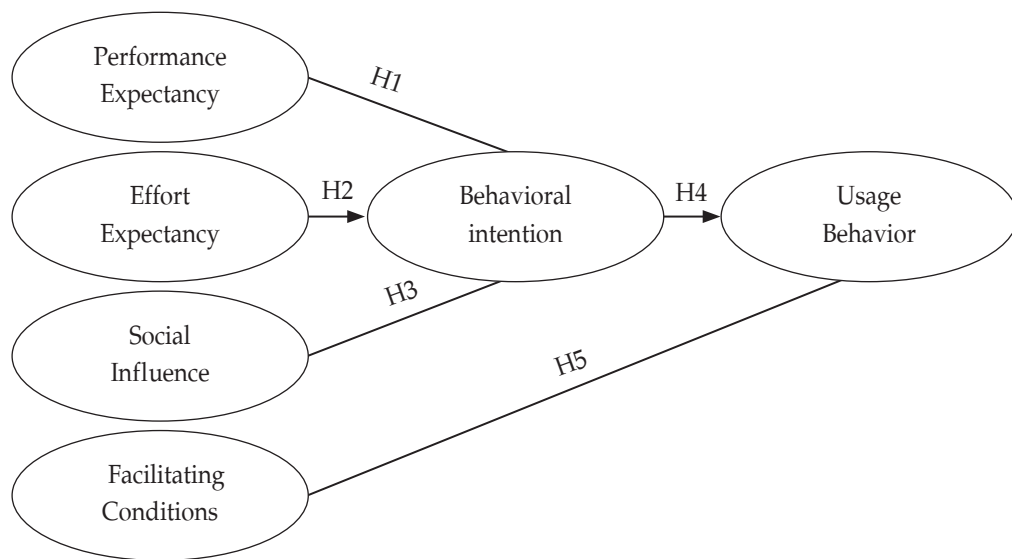 Performance
Expectancy
H1
Effort
Expectancy
H2
Behavioral
intention
H4
Usage
Behavior
H3
Social
Influence
H5
Facilitating
Conditions